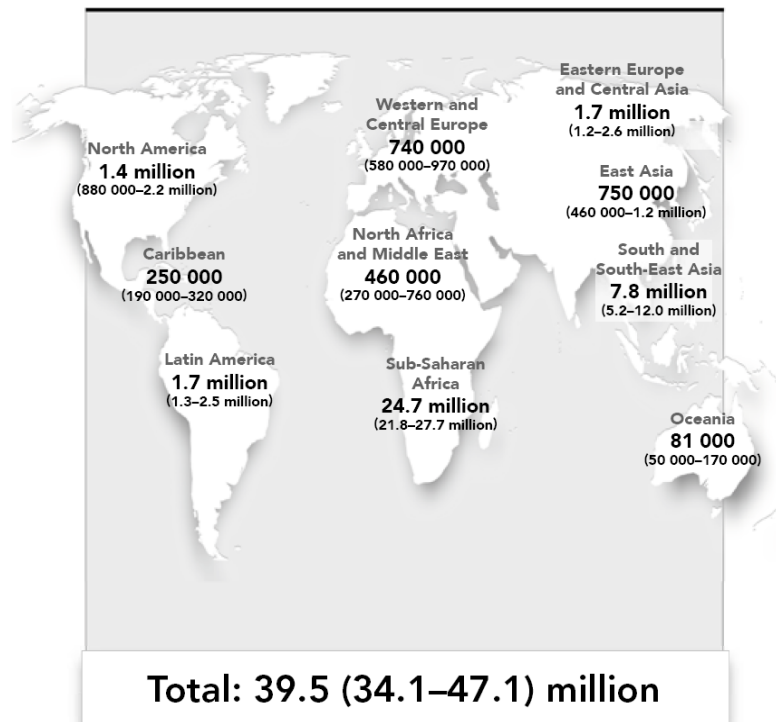 Eastern Europe
and Central Asia
1.7 million
(1.2–2.6 million)
Western and
Central Europe
740 000
(580 000–970 000)
North America
1.4 million
(880 000–2.2 million)
East Asia
750 000
(460 000–1.2 million)
North Africa
and Middle East
460 000
(270 000–760 000)
Caribbean
250 000
(190 000–320 000)
South and
South-East Asia
7.8 million
(5.2–12.0 million)
Latin America
1.7 million
(1.3–2.5 million)
Sub-Saharan
Africa
24.7 million
(21.8–27.7 million)
Oceania
81 000
(50 000–170 000)
Total: 39.5 (34.1–47.1) million